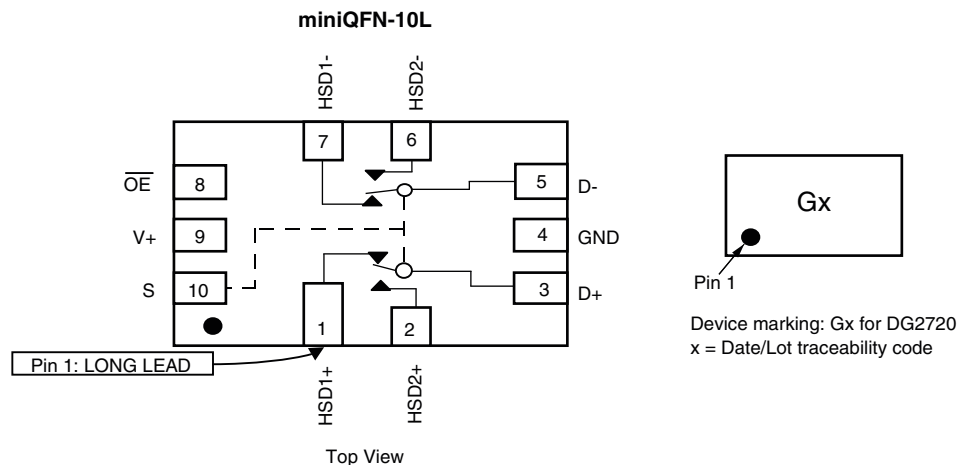 miniQFN-10L
HSD1-
HSD2-
7
6
OE
8
5
D-
V+
9
4
GND
S
10
3
D+
1
2
Pin 1: LONG LEAD
HSD1+
HSD2+
Top View
Gx
Pin 1
Device marking: Gx for DG2720
x = Date/Lot traceability code